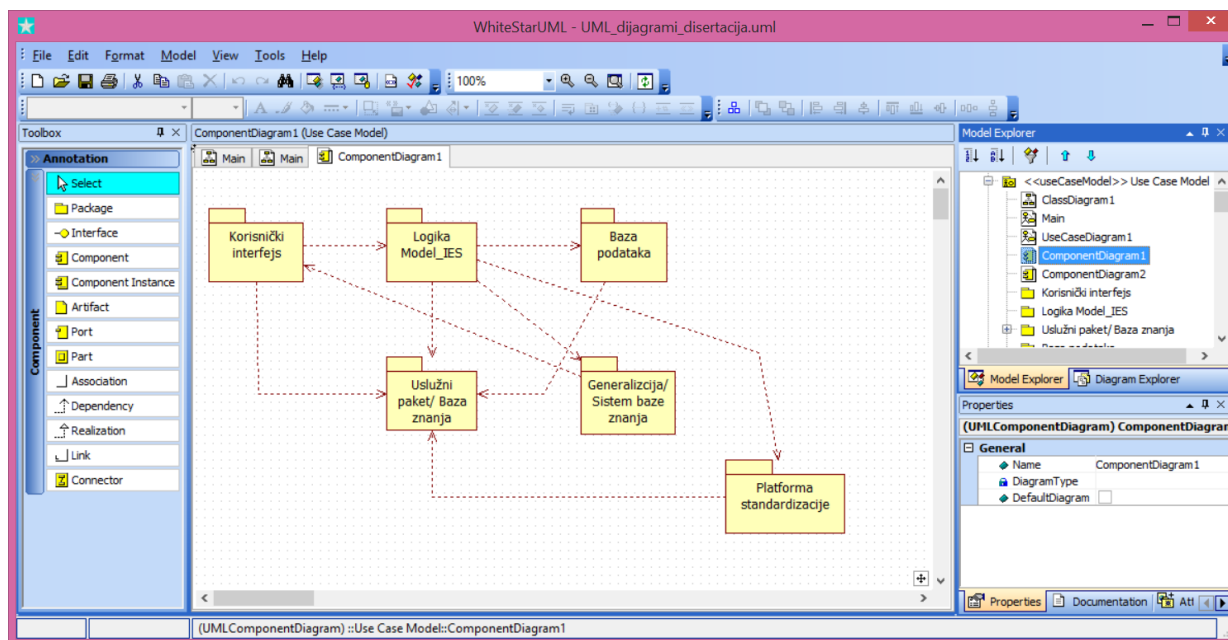 WhiteStarUML - UML_dijagrami_disertacija.uml
File Edit Format Model View Tools Help
100%
Toolbox
Annotation
Select
Package
Interface
Component
Component Instance
Artifact
Port
Part
Association
Dependency
Realization
Link
Connector
Component
ComponentDiagram1 (Use Case Model)
Main
Main
ComponentDiagram1
Korisnički
interfejs
Logika
Model_IES
Baza
podataka
Uslužni
paket/ Baza
znanja
Generalizcija/
Sistem baze
znanja
Platforma
standardizacije
Model Explorer
<<useCaseModel>> Use Case Model
ClassDiagram1
Main
UseCaseDiagram1
ComponentDiagram1
ComponentDiagram2
Korisnički interfejs
Logika Model_IES
Uslužni paket/ Baza znanja
Model Explorer
Diagram Explorer
Properties
(UMLComponentDiagram) ComponentDiagran
General
Name ComponentDiagram1
DiagramType
DefaultDiagram
Properties
Documentation
(UMLComponentDiagram) ::Use Case Model::ComponentDiagram1